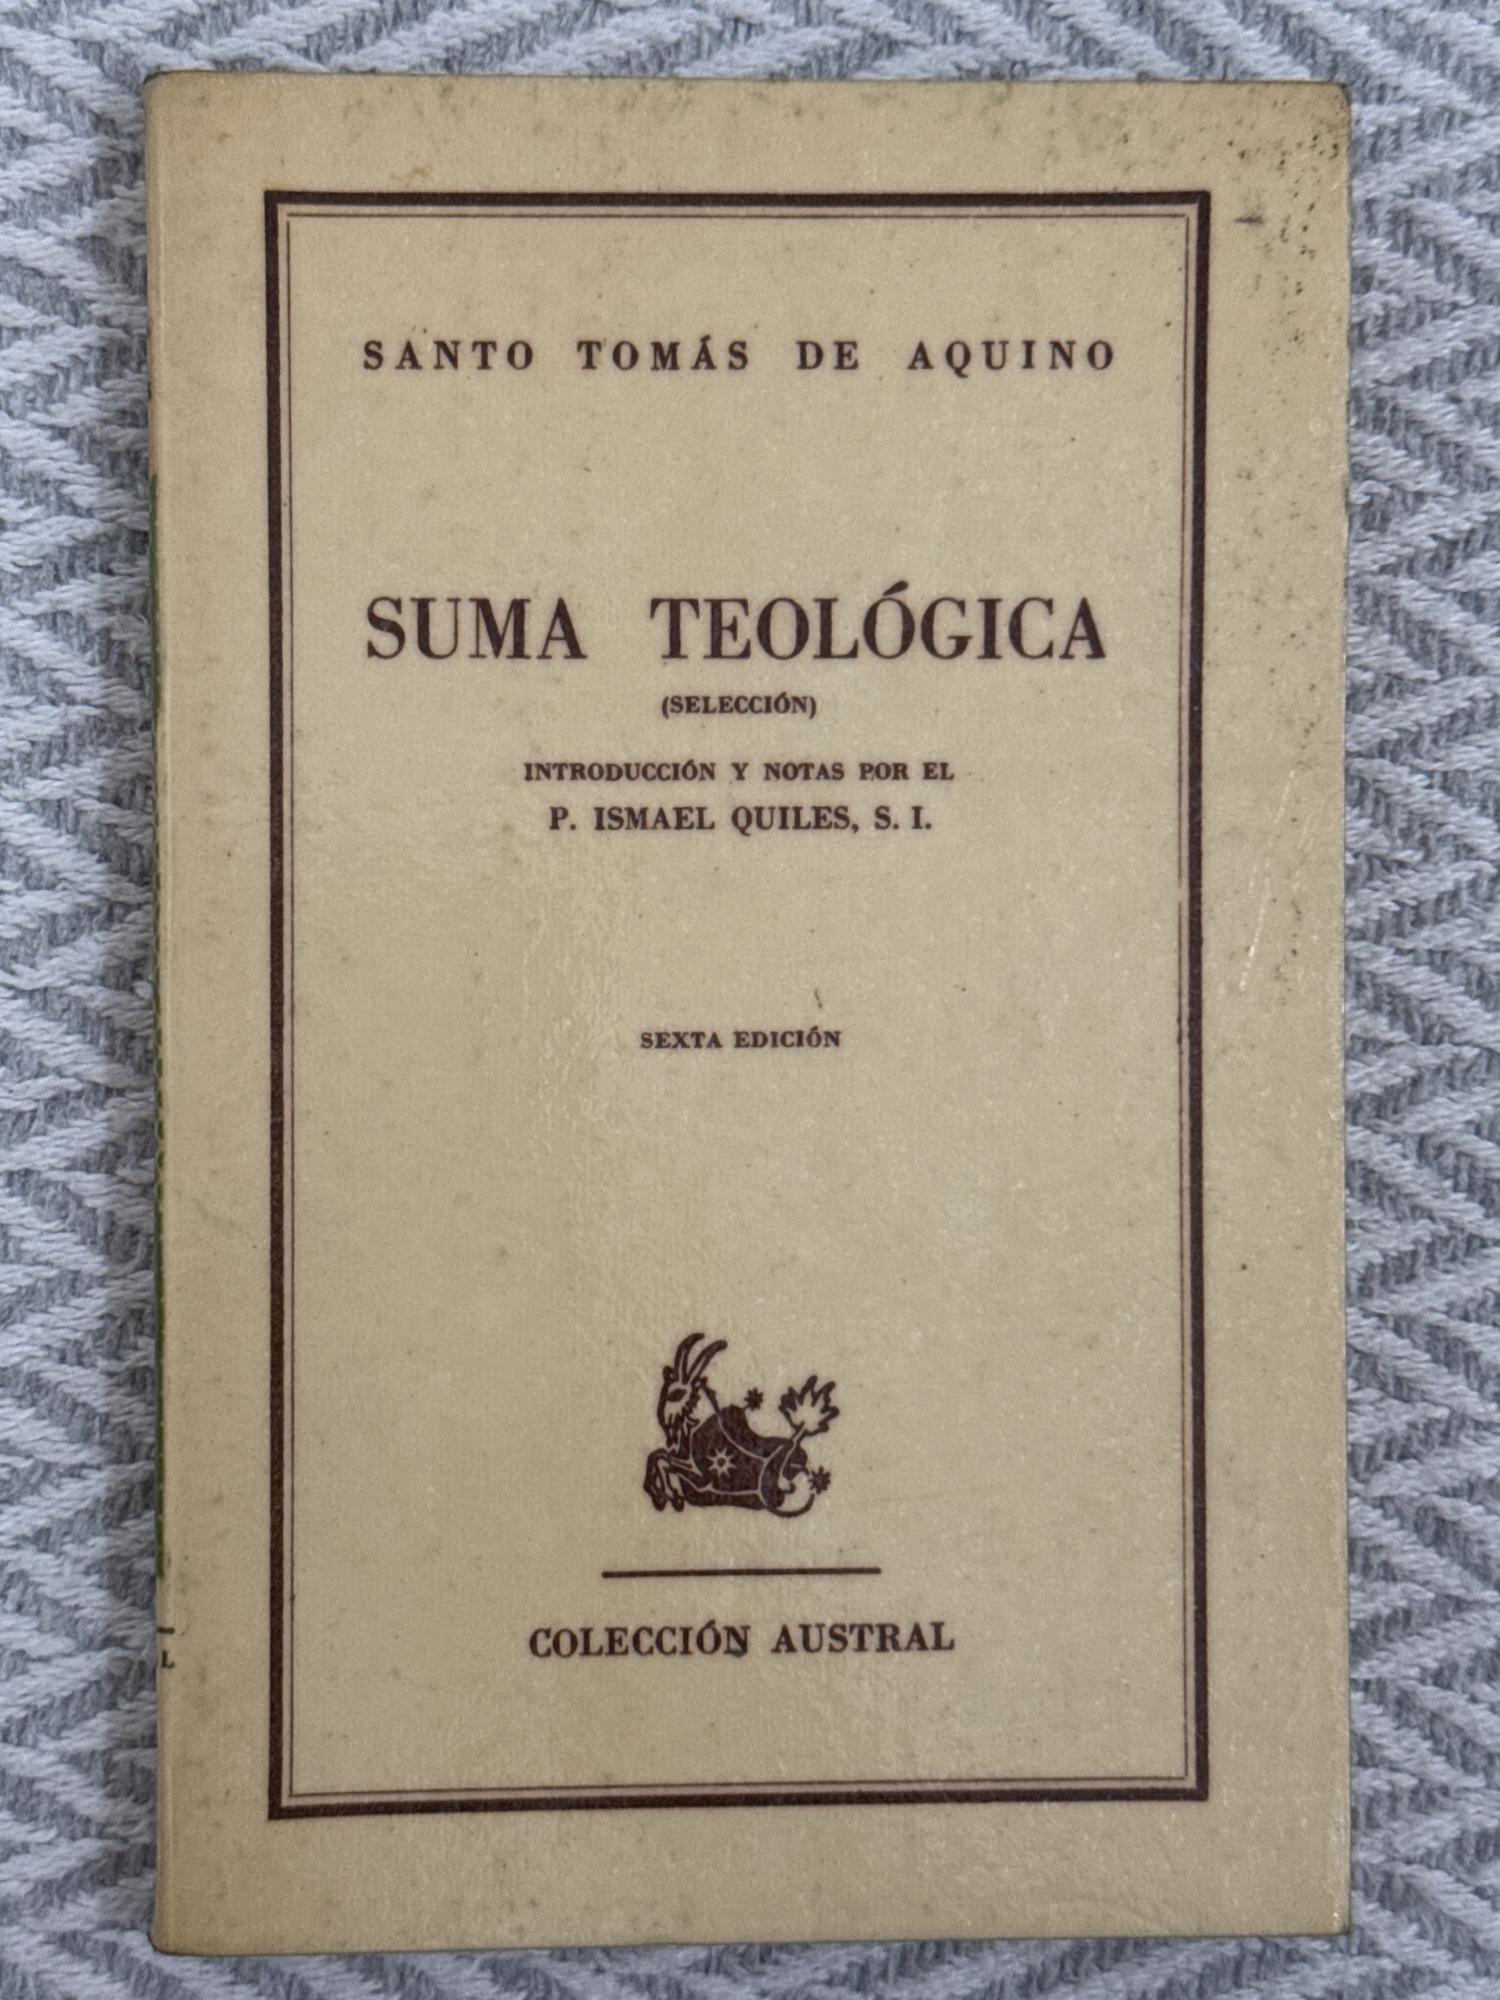 SANTO TOMÁS DE AQUINO
SUMA TEOLÓGICA
(SELECCIÓN)
INTRODUCCIÓN Y NOTAS POR EL
P. ISMAEL QUILES, S. I.
SEXTA EDICIÓN
COLECCIÓN AUSTRAL
L